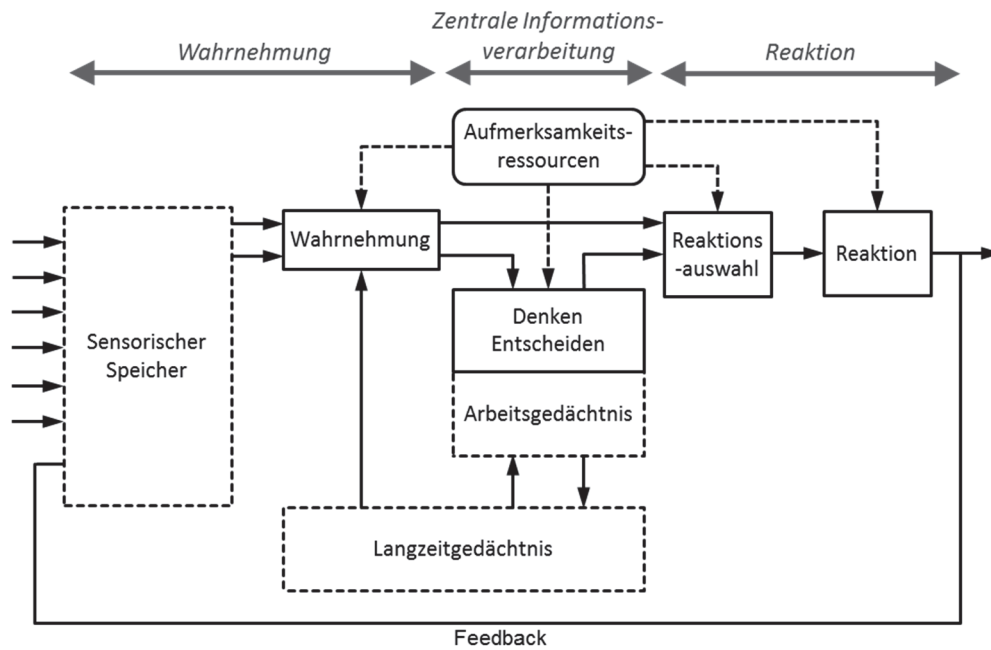 Wahrnehmung
Zentrale Informations-
verarbeitung
Reaktion
Aufmerksamkeits-
ressourcen
Sensorischer
Speicher
Wahrnehmung
Reaktions
-auswahl
Reaktion
Denken
Entscheiden
Arbeitsgedächtnis
Langzeitgedächtnis
Feedback